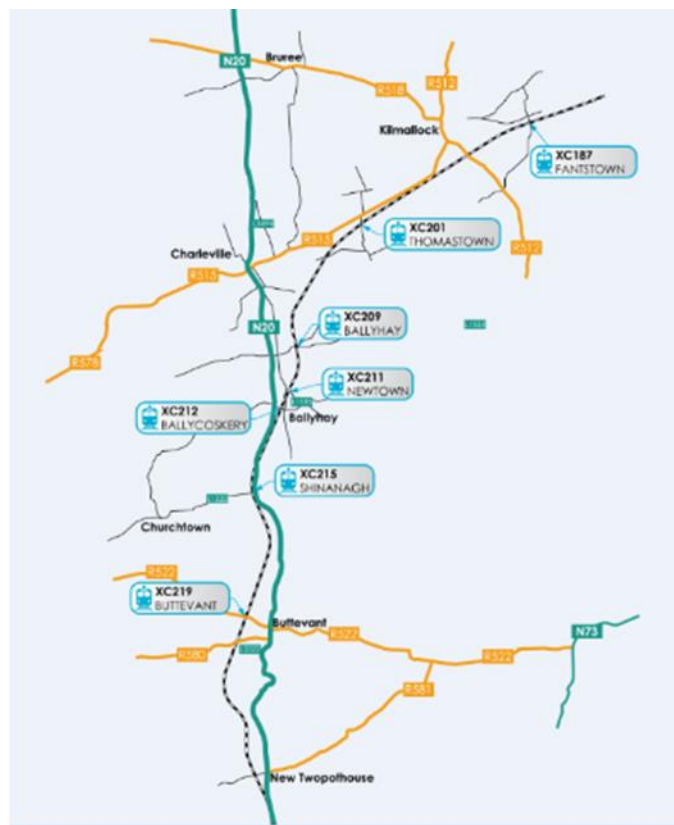 N20
Bruree
R512
R518
Kilmallock
XC187
FANTSTOWN
XC201
THOMASTOWN
R515
R512
Charleville
R515
N20
XC209
BALLYHAY
R578
XC211
NEWTOWN
XC212
BALLYCOSKERY
Ballyhay
XC215
SHINANAGH
Churchtown
R522
XC219
BUTTEVANT
Buttevant
R522
N73
R580
R522
R581
New Twopothouse